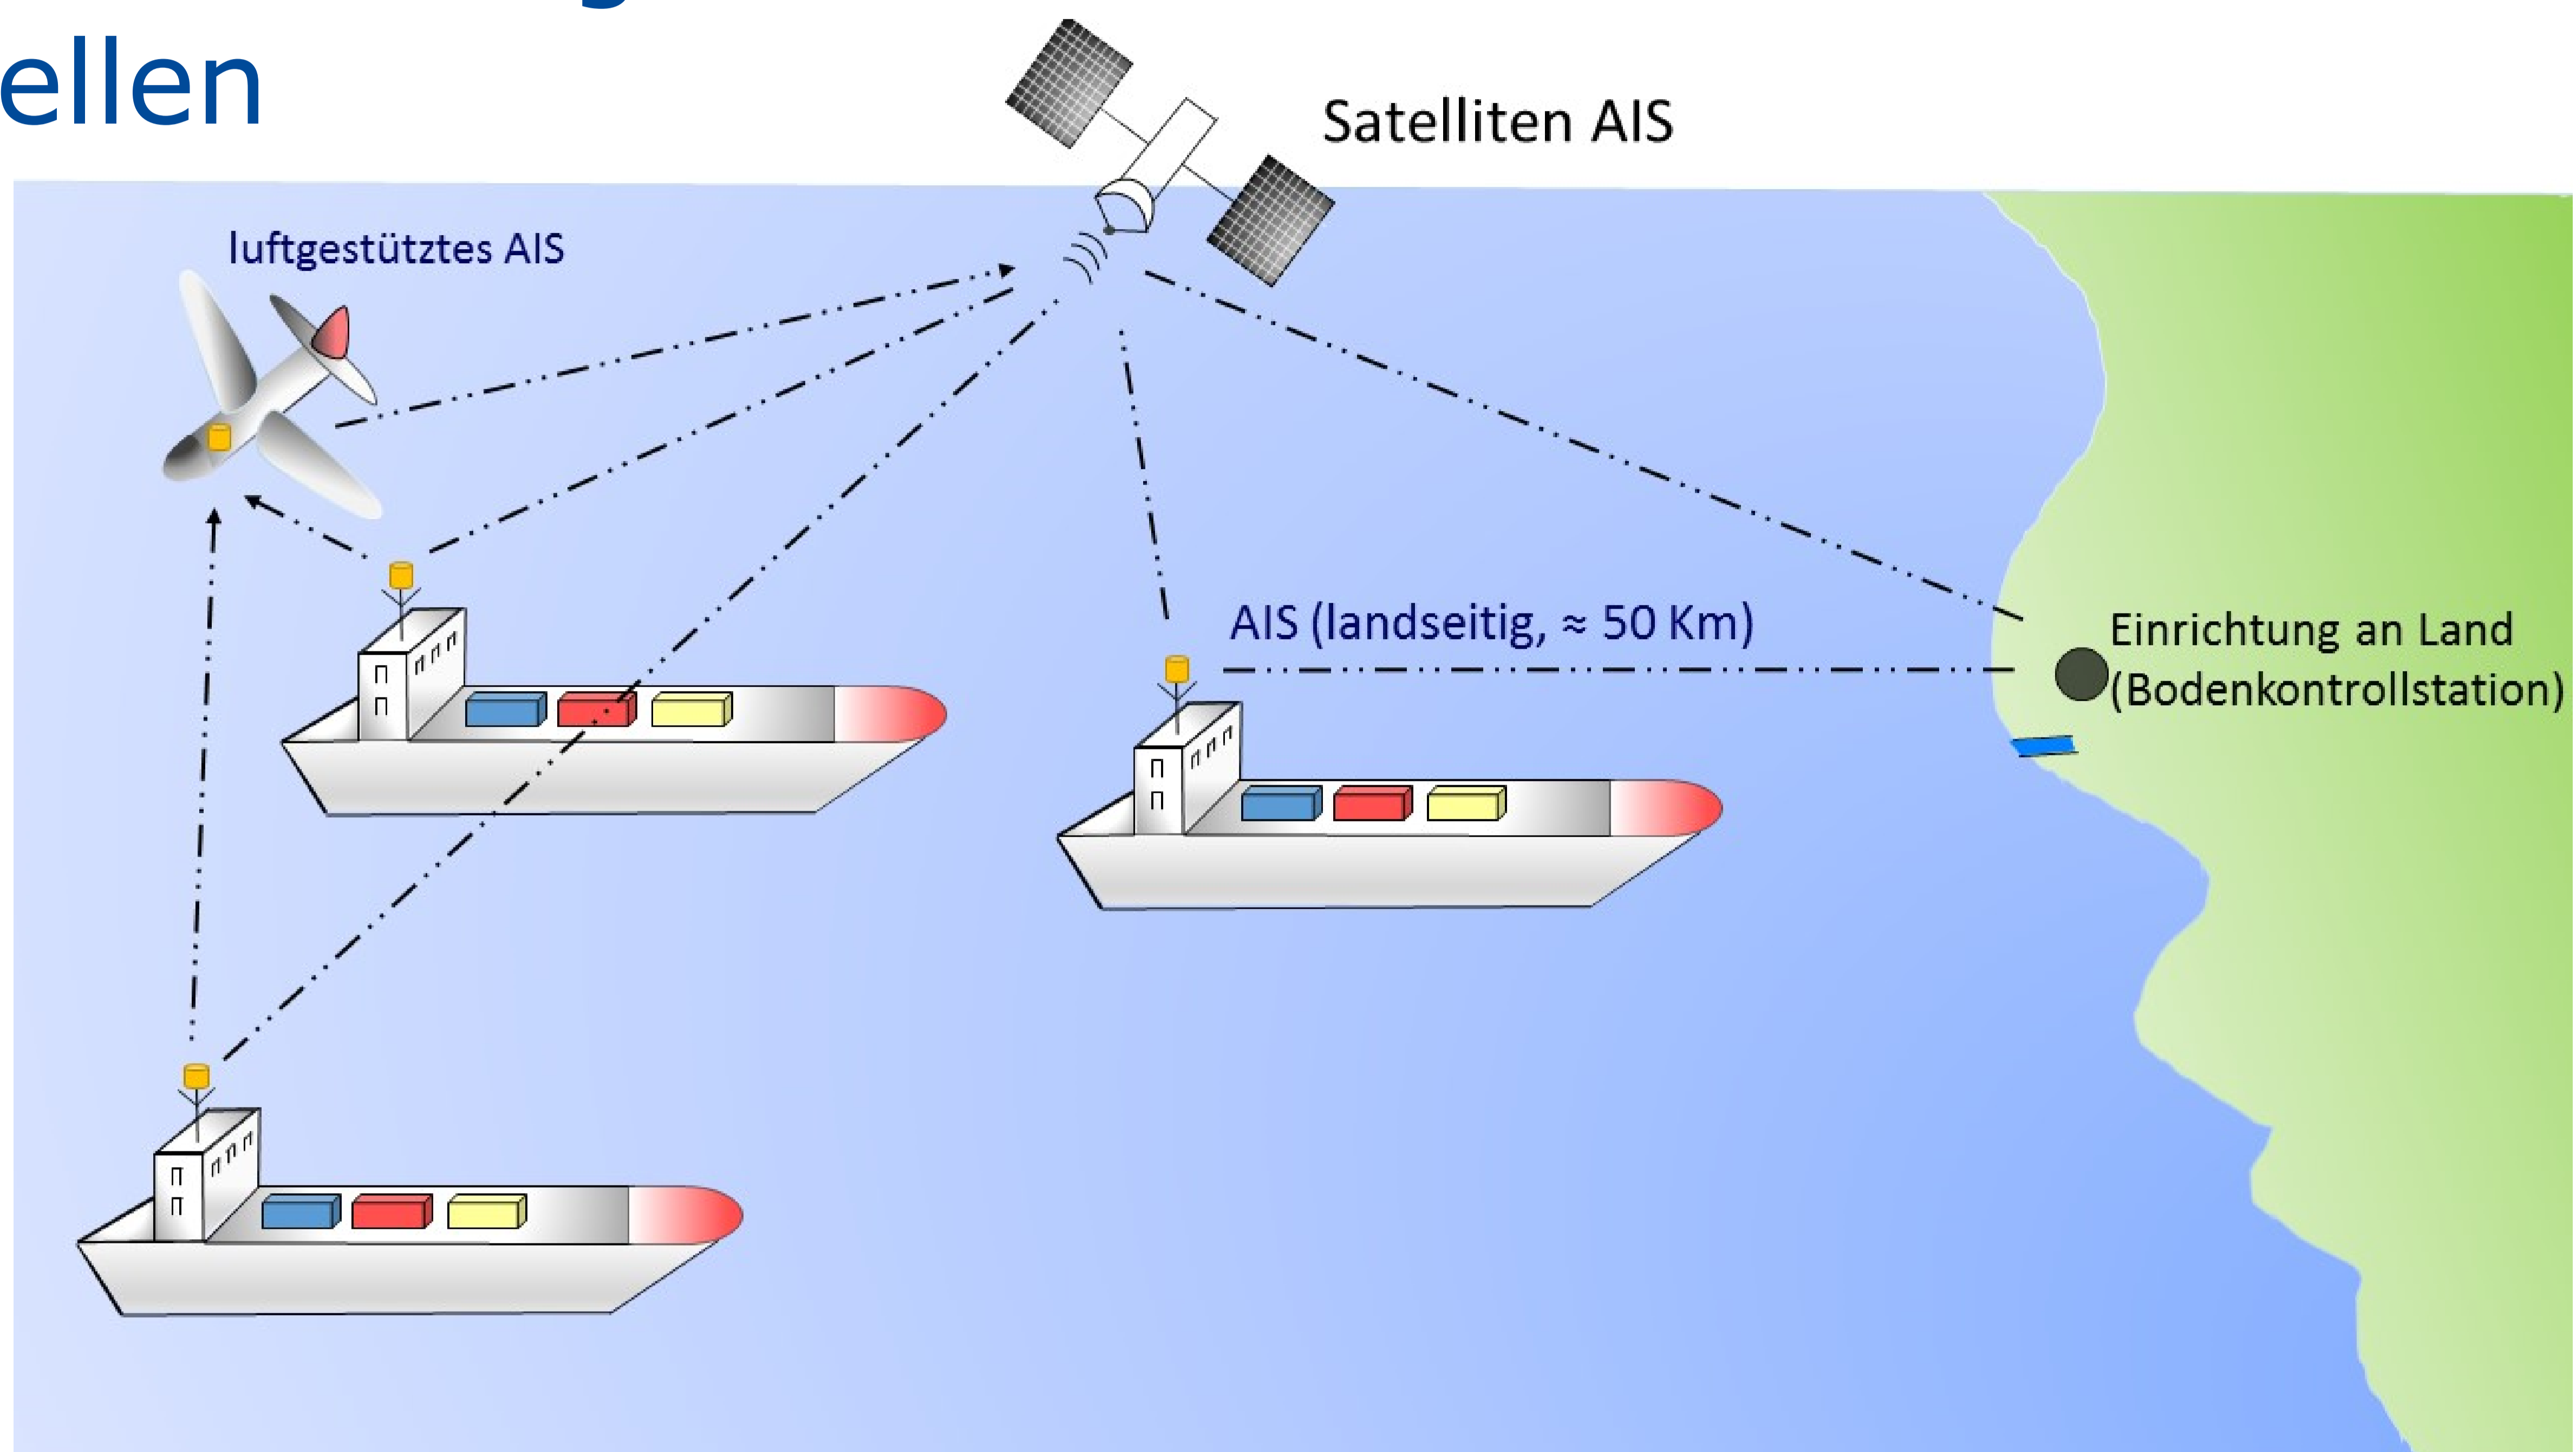 ellen
Satelliten AIS
luftgestütztes AIS
AIS (landseitig, ≈ 50 Km)
Einrichtung an Land
(Bodenkontrollstation)